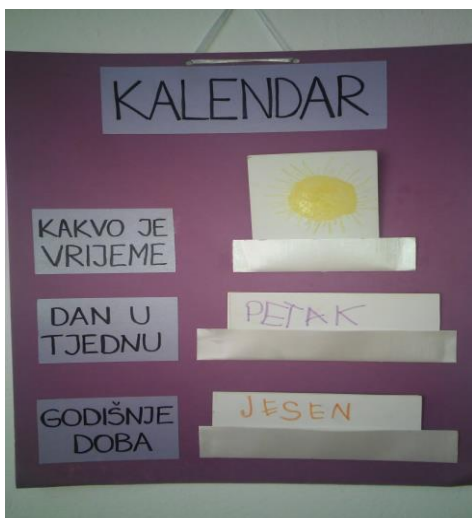 KALENDAR
KAKVO JE
VRIJEME
DAN U
TJEDNU
PETAK
GODIŠNJE
DOBA
JESEN